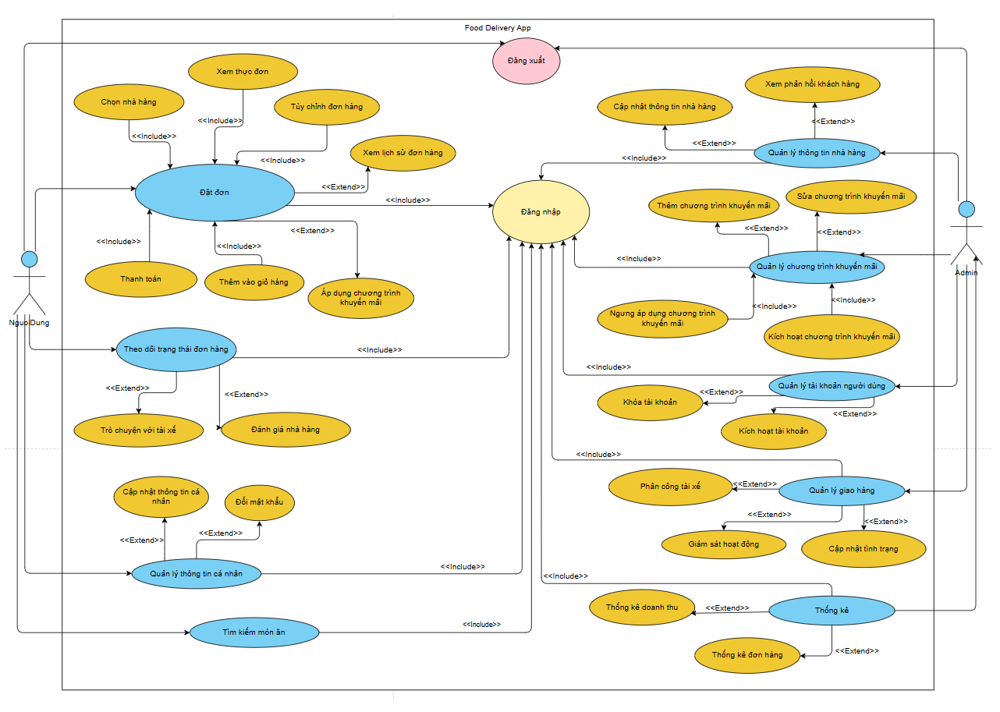 Food Delivery App
Đăng xuất
Xem thực đơn
Chọn nhà hàng
Tùy chỉnh đơn hàng
<<Include>>
<<Include>>
<<Include>>
Xem lịch sử đơn hàng
Đặt đơn
<<Extend>>
<<Include>>
<<Extend>>
<<Include>>
<<Include>>
Thanh toán
Thêm vào giỏ hàng
Áp dụng chương trình
khuyến mãi
NguoiDung
Theo dõi trạng thái đơn hàng
<<Include>>
<<Extend>>
<<Extend>>
Trò chuyện với tài xế
Đánh giá nhà hàng
Cập nhật thông tin cá
nhân
Đổi mật khẩu
<<Extend>>
<<Extend>>
Quản lý thông tin cá nhân
<<Include>>
Tìm kiếm món ăn
<<Include>>
Đăng nhập
Xem phản hồi khách hàng
Cập nhật thông tin nhà hàng
<<Extend>>
<<Extend>>
Quản lý thông tin nhà hàng
<<Include>>
Thêm chương trình khuyến mãi
Sửa chương trình khuyến mãi
<<Extend>>
<<Extend>>
<<Include>>
Quản lý chương trình khuyến mãi
Admin
<<Include>>
<<Include>>
Ngưng áp dụng chương trình
khuyến mãi
Kích hoạt chương trình khuyến mãi
<<Include>>
Quản lý tài khoản người dùng
<<Extend>>
Khóa tài khoản
<<Extend>>
Kích hoạt tài khoản
<<Include>>
Phân công tài xế
<<Extend>>
Quản lý giao hàng
<<Extend>>
<<Extend>>
Giám sát hoạt động
Cập nhật tình trạng
<<Include>>
Thống kê doanh thu
<<Extend>>
Thống kê
<<Extend>>
Thống kê đơn hàng